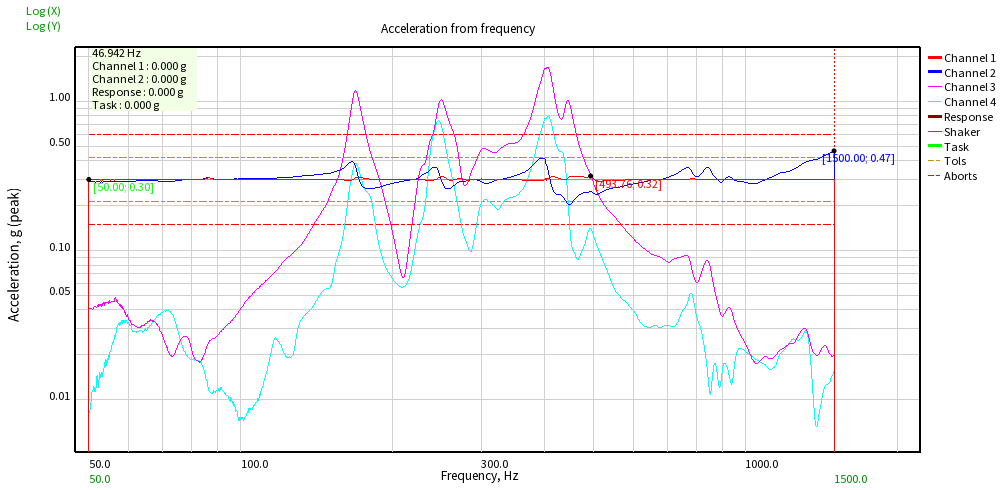 Log (X)
Log (Y)
Acceleration from frequency
46.942 Hz
Channel 1 : 0.000 g
Channel 2 : 0.000 g
Response : 0.000 g
Task : 0.000 g
1.00
0.50
0.10
0.05
0.01
Acceleration, g (peak)
[50.00; 0.30]
[493.76; 0.32]
[1500.00; 0.47]
Channel 1
Channel 2
Channel 3
Channel 4
Response
Shaker
Task
Tols
Aborts
50.0
100.0
300.0
1000.0
50.0
Frequency, Hz
1500.0